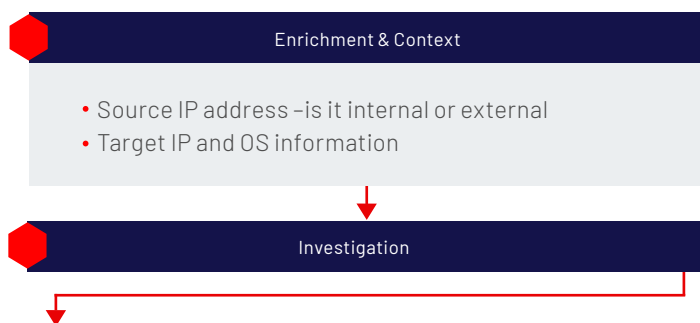 Enrichment & Context
• Source IP address –is it internal or external
• Target IP and OS information
Investigation